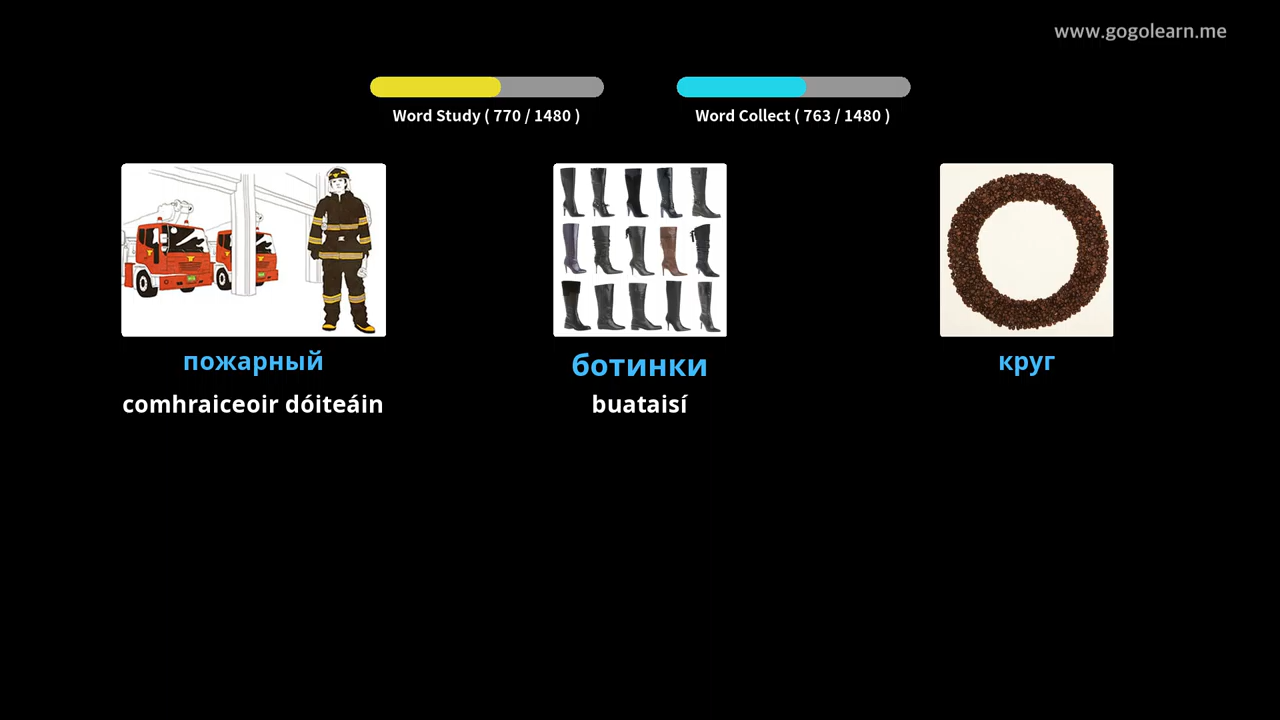 www.gogolearn.me
Word Study ( 770 / 1480 )
Word Collect ( 763 / 1480 )
пожарный
ботинки
круг
comhraiceoir dóiteáin
buataisí